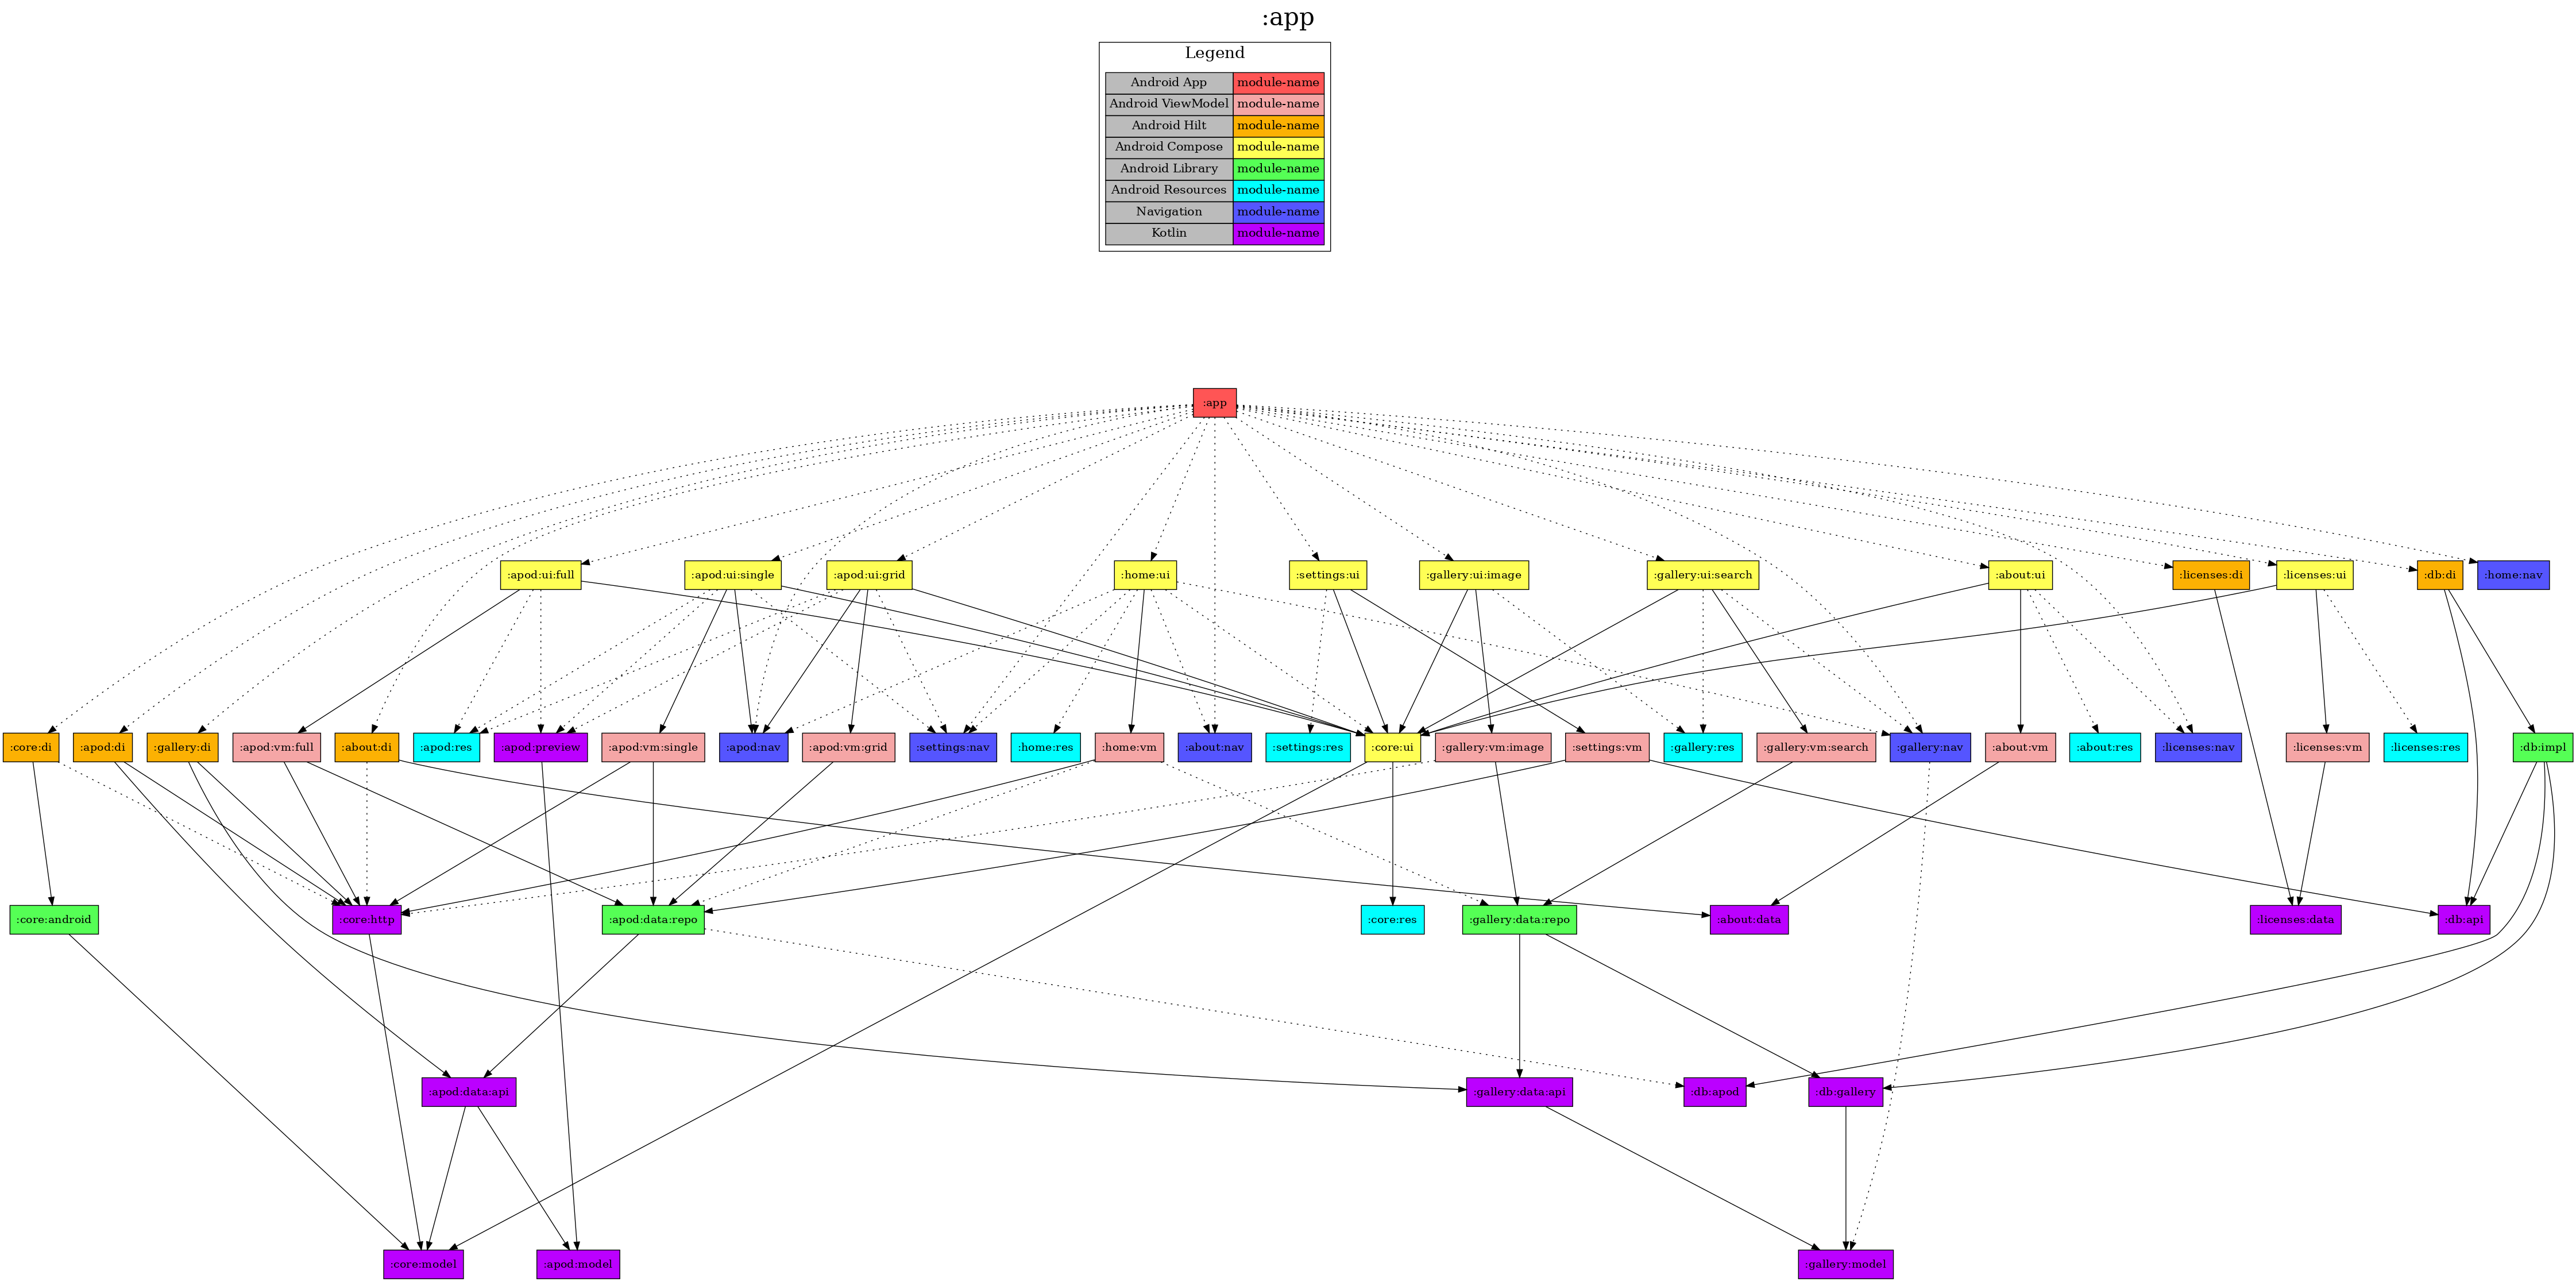 :app
Legend
Android App module-name
Android ViewModel module-name
Android Hilt module-name
Android Compose module-name
Android Library module-name
Android Resources module-name
Navigation module-name
Kotlin module-name
:app
:apod:ui:full :apod:ui:single :apod:ui:grid :home:ui :settings:ui :gallery:ui:image :gallery:ui:search :about:ui :licenses:di :licenses:ui :db:di :home:nav
:core:di :apod:di :gallery:di :apod:vm:full :about:di :apod:res :apod:preview :apod:vm:single :apod:nav :apod:vm:grid :settings:nav :home:res :home:vm :about:nav :settings:res :core:ui :gallery:vm:image :settings:vm :gallery:res :gallery:vm:search :gallery:nav :about:vm :about:res :licenses:nav :licenses:vm :licenses:res :db:impl
:core:android :core:http :apod:data:repo :core:res :gallery:data:repo :about:data :licenses:data :db:api
:apod:data:api :gallery:data:api :db:apod :db:gallery
:core:model :apod:model :gallery:model